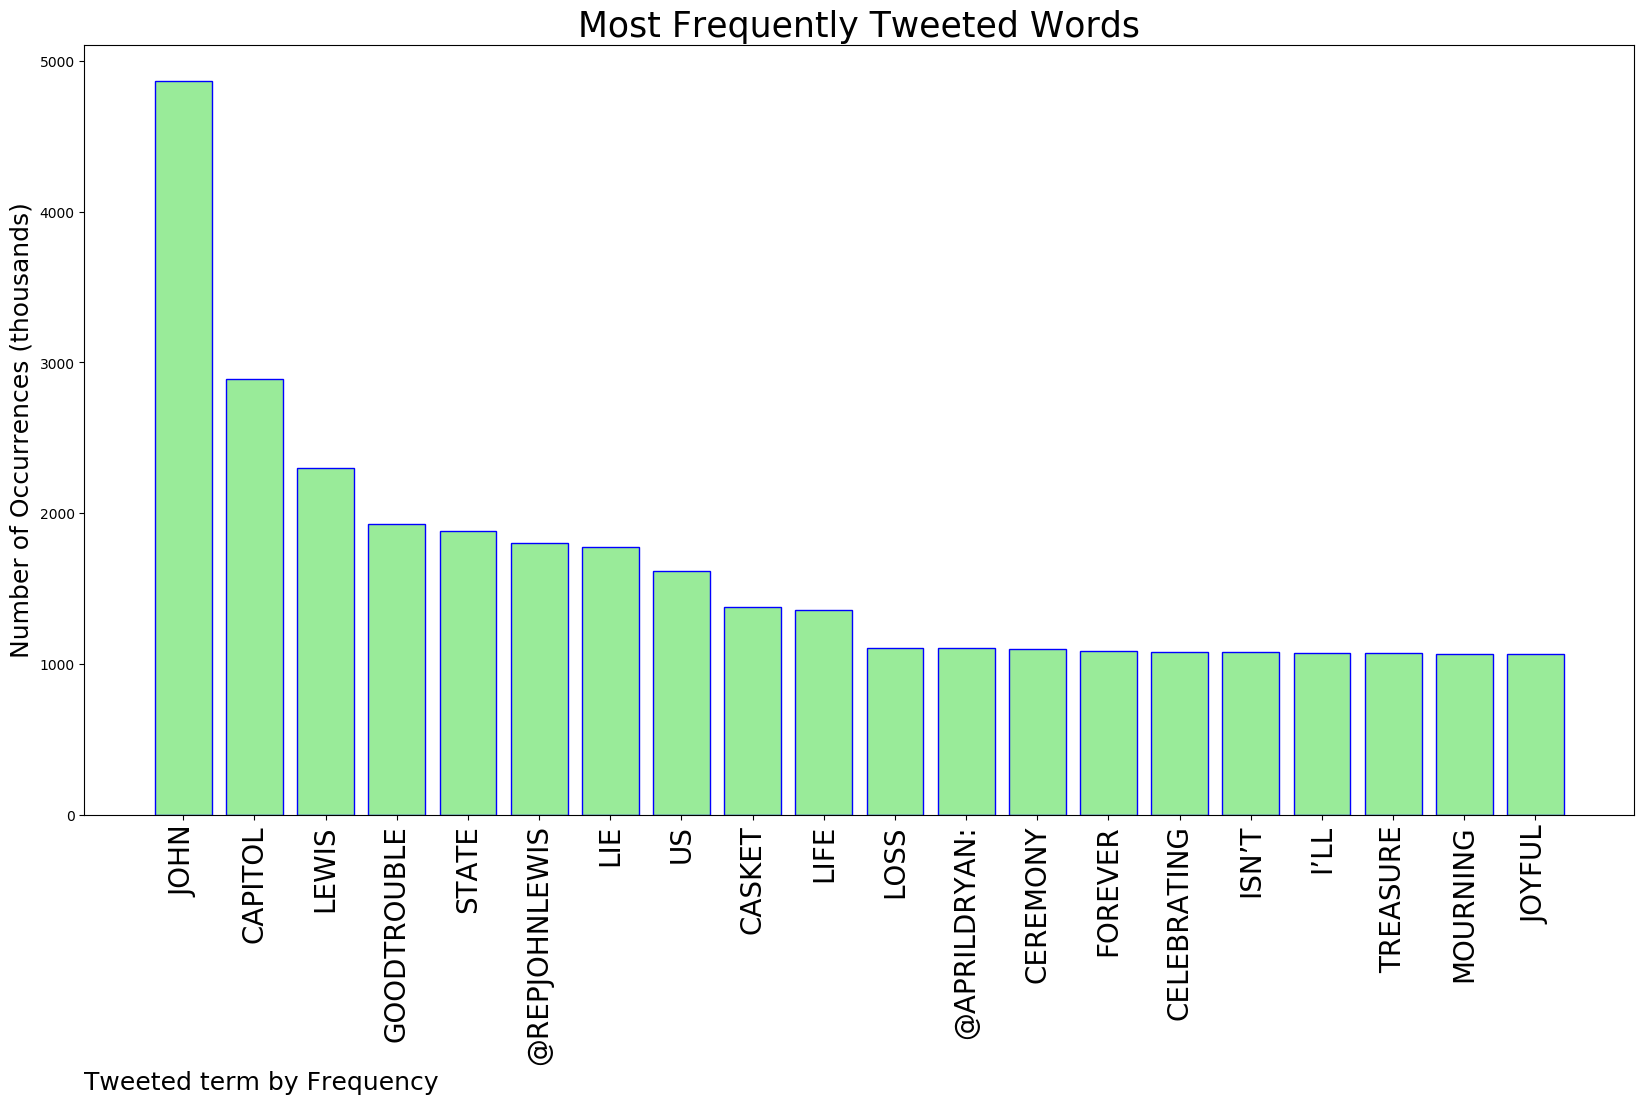 Most Frequently Tweeted Words
Number of Occurrences (thousands)
5000
4000
3000
2000
1000
0
JOHN
CAPITOL
LEWIS
GOODTROUBLE
STATE
@REPJOHNLEWIS
LIE
US
CASKET
LIFE
LOSS
@APRILDRYAN:
CEREMONY
FOREVER
CELEBRATING
ISN’T
I’LL
TREASURE
MOURNING
JOYFUL
Tweeted term by Frequency